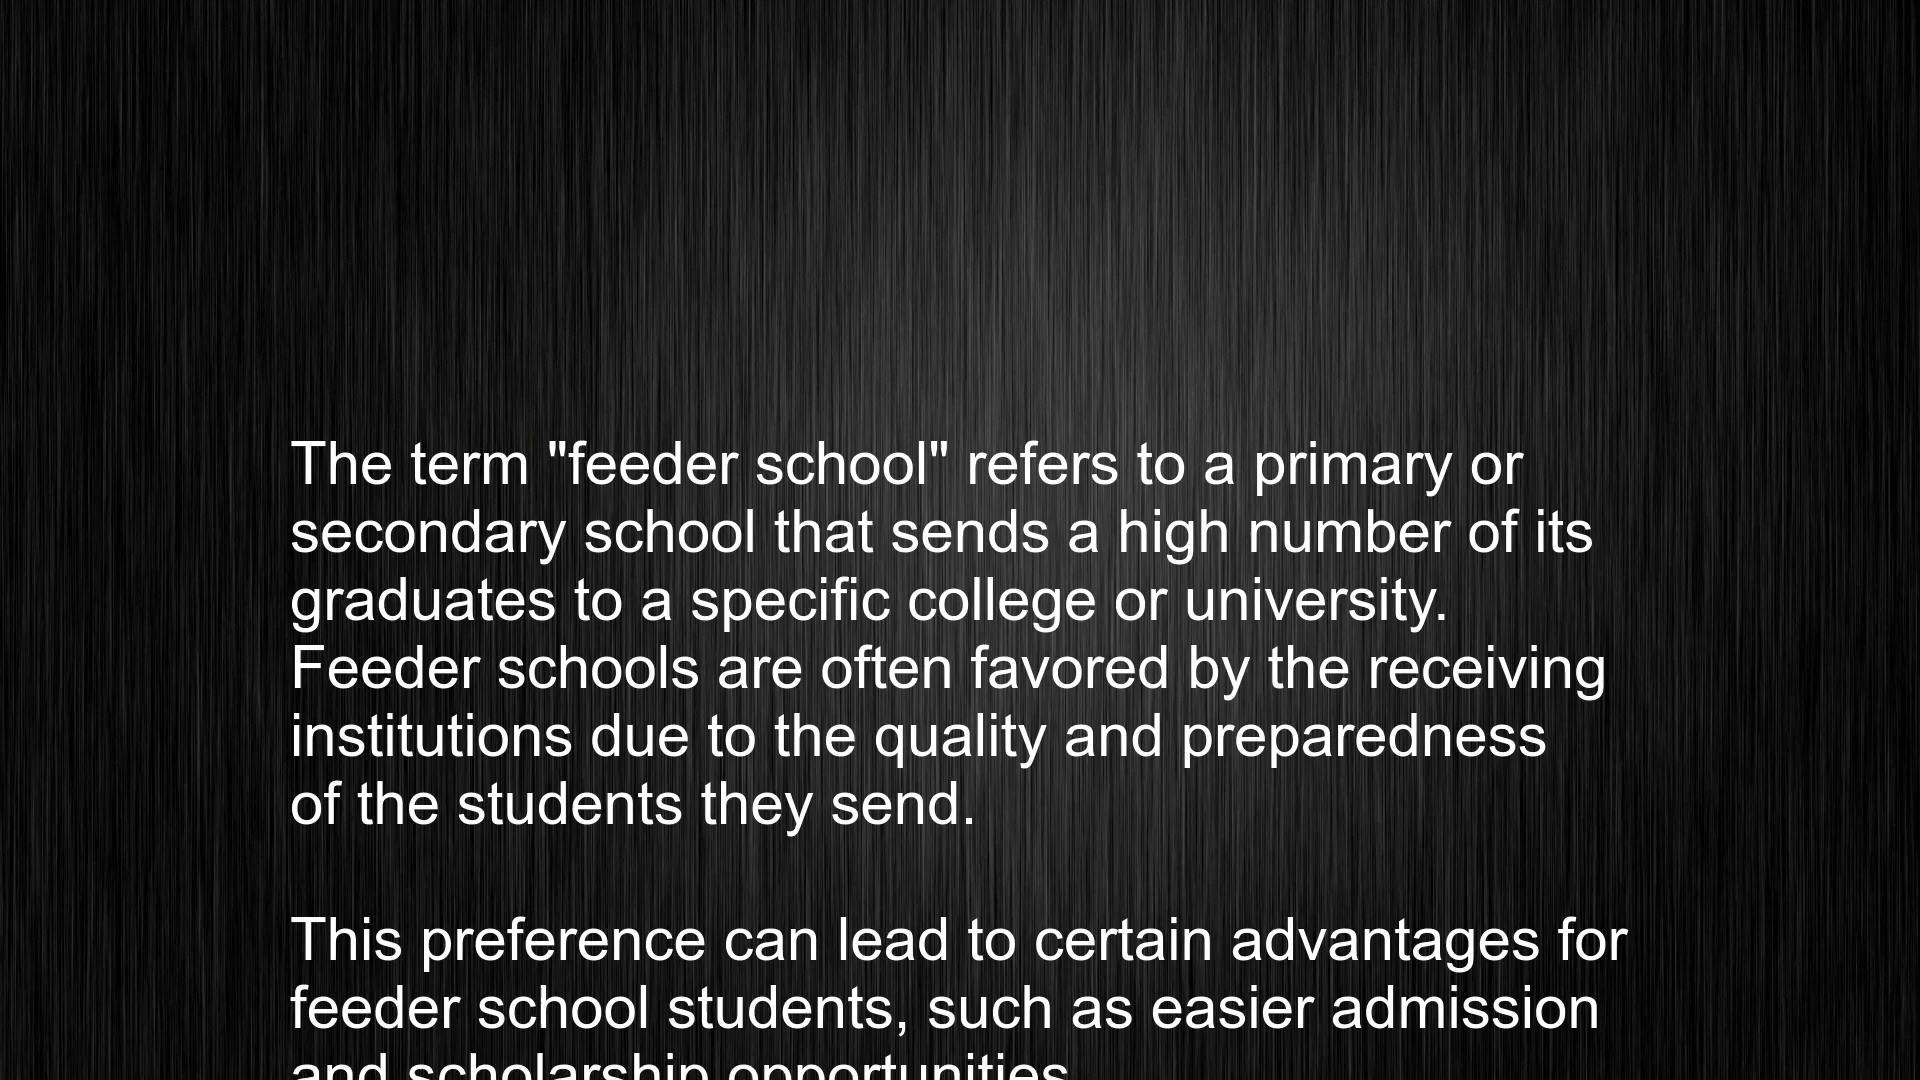 The term "feeder school" refers to a primary or
secondary school that sends a high number of its
graduates to a specific college or university.
Feeder schools are often favored by the receiving
institutions due to the quality and preparedness
of the students they send.
This preference can lead to certain advantages for
feeder school students, such as easier admission
and scholarship opportunities